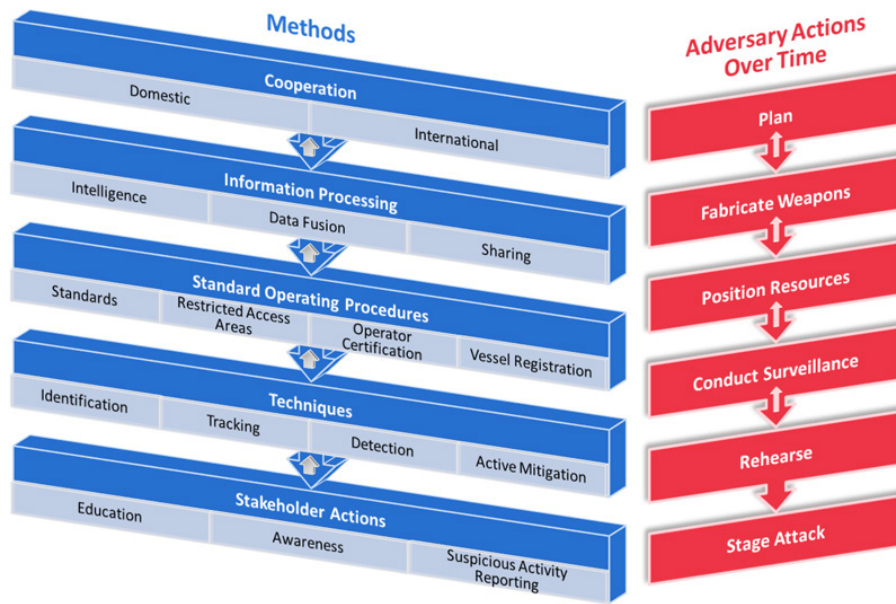 Methods
Cooperation
Domestic
International
Information Processing
Intelligence
Data Fusion
Sharing
Standard Operating Procedures
Standards
Restricted Access
Areas
Operator
Certification
Vessel Registration
Techniques
Identification
Tracking
Detection
Active Mitigation
Stakeholder Actions
Education
Awareness
Suspicious Activity
Reporting
Adversary Actions
Over Time
Plan
Fabricate Weapons
Position Resources
Conduct Surveillance
Rehearse
Stage Attack